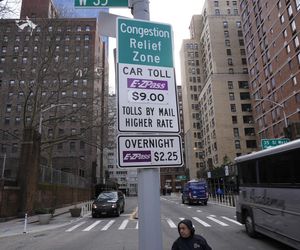 Congestion
Relief
Zone
CAR TOLL
E-ZPass
$9.00
TOLLS BY MAIL
HIGHER RATE
OVERNIGHT
E-ZPass $2.25